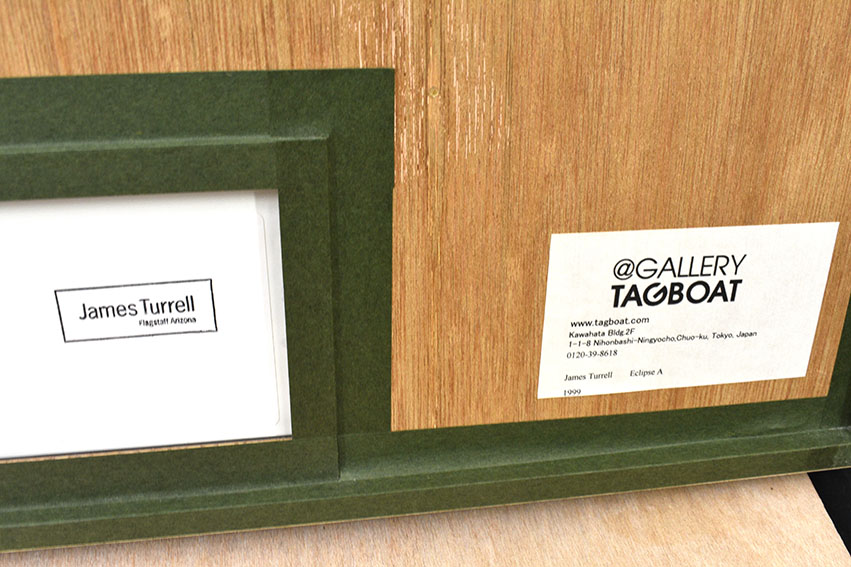 James Turrell
Flagstaff Arizona
@GALLERY
TAGBOAT
www.tagboat.com
Kawahata Bldg.2F
1-1-8 Nihonbashi-Ningyocho,Chuo-ku, Tokyo, Japan
0120-39-8618
James Turrell Eclipse A
1999